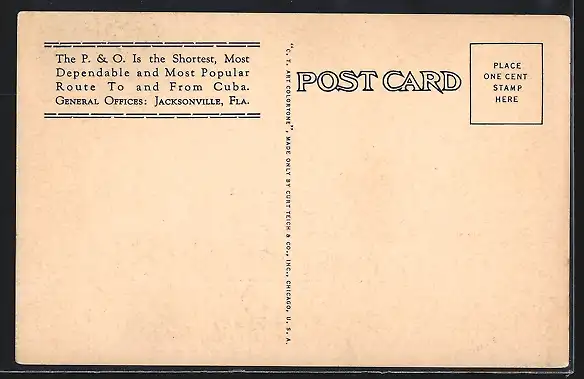 The P. & O. Is the Shortest, Most
Dependable and Most Popular
Route To and From Cuba.
GENERAL OFFICES: JACKSONVILLE, FLA.
"C. T. ART COLORTONE", MADE ONLY BY CURT TEICH & CO., INC., CHICAGO, U. S. A.
POST CARD
PLACE
ONE CENT
STAMP
HERE